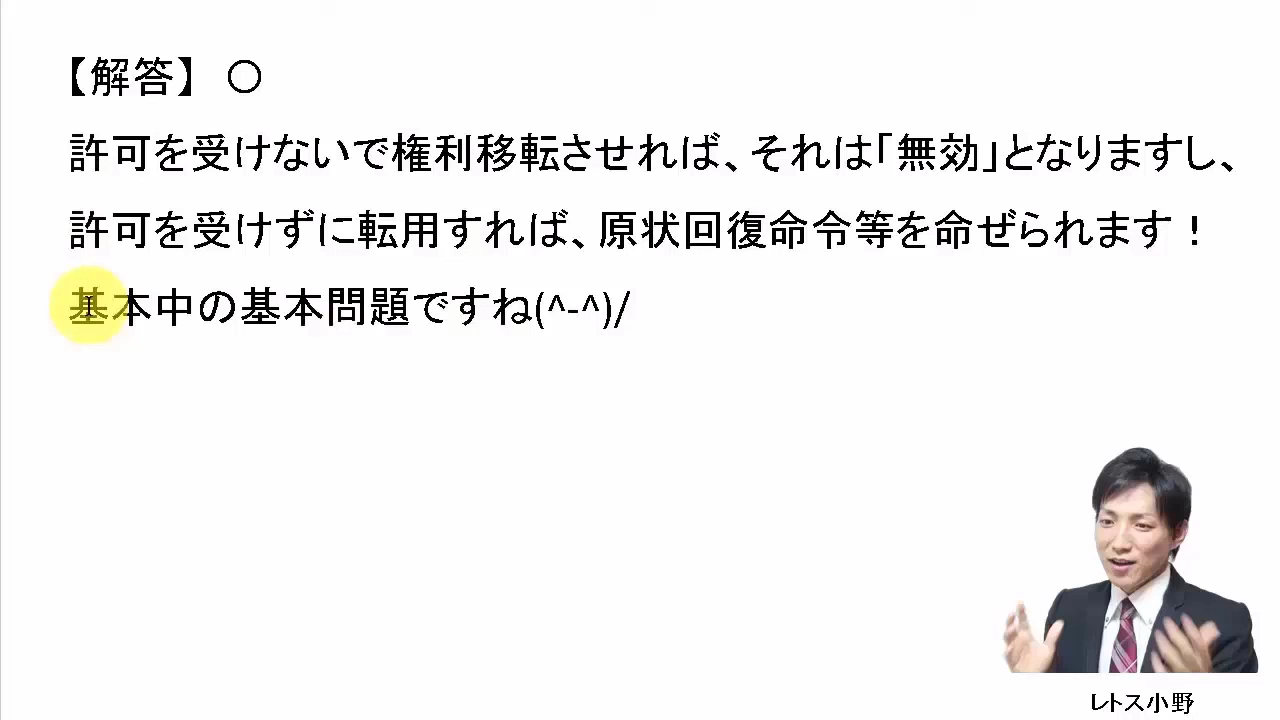 【解答】 ○
許可を受けないで権利移転させれば、それは「無効」となりますし、
許可を受けずに転用すれば、原状回復命令等を命ぜられます！
基本中の基本問題ですね(^-^)/
レトス小野